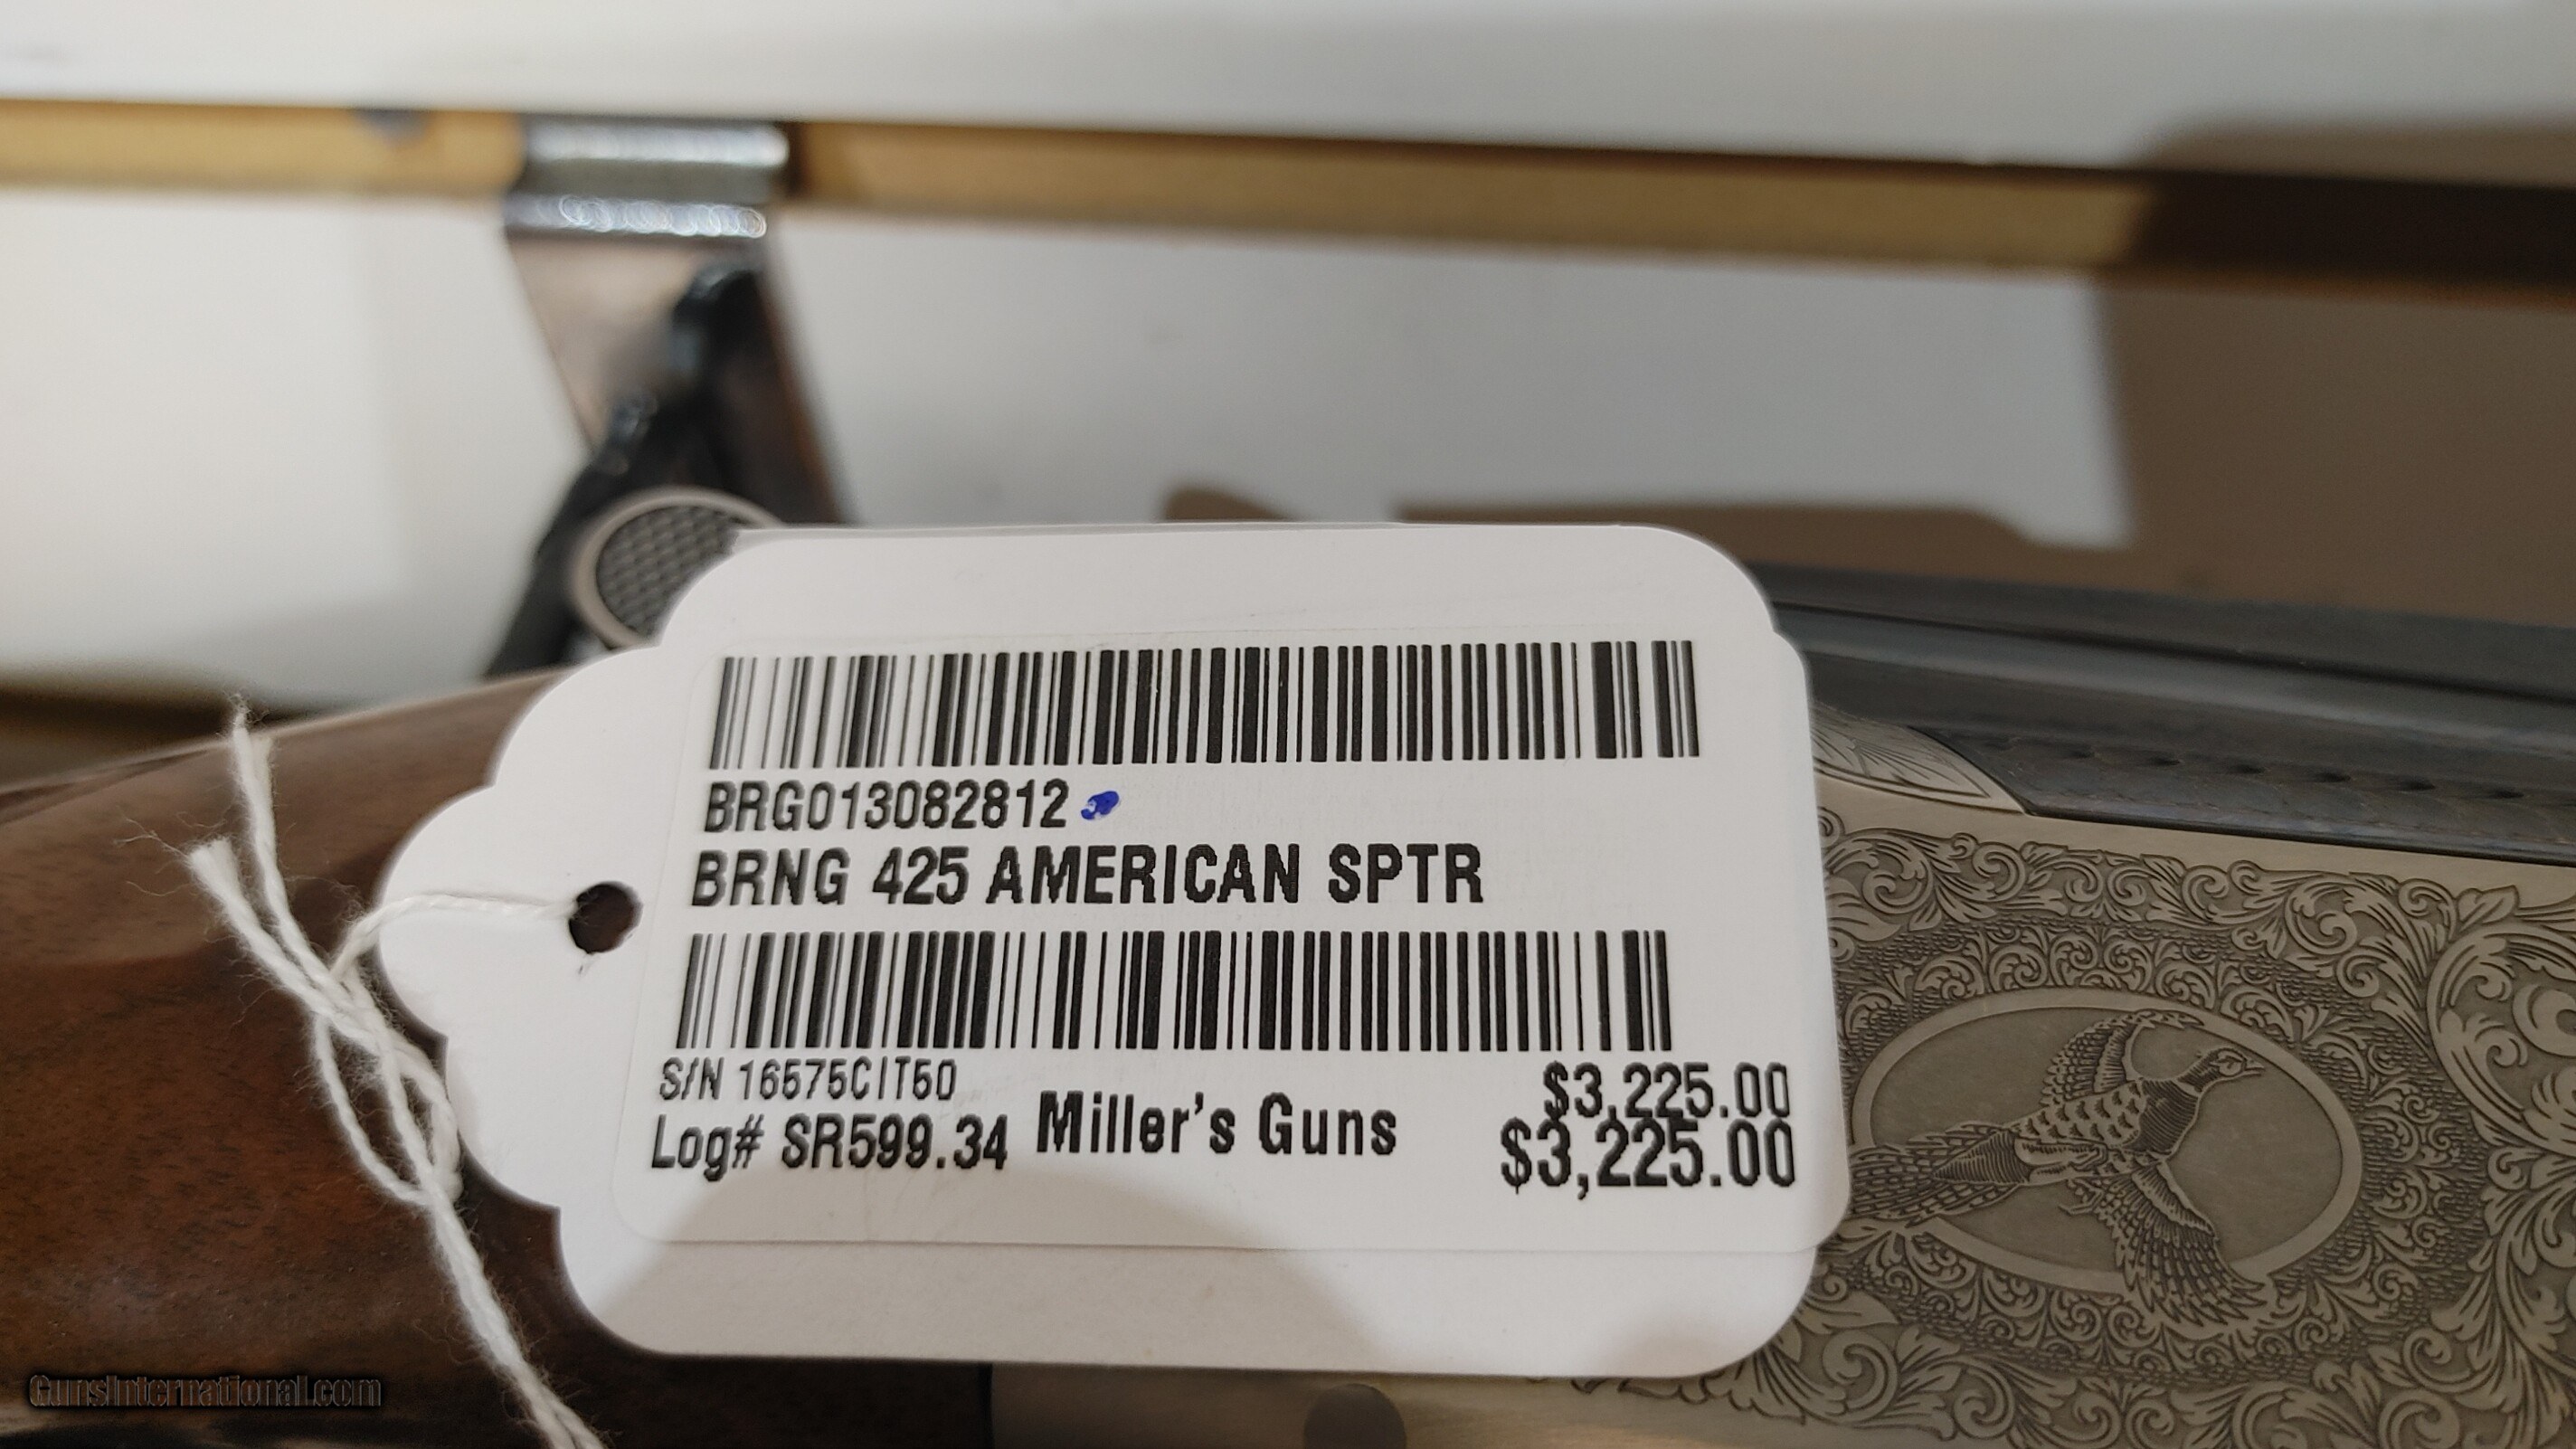 BRG013082812
BRNG 425 AMERICAN SPTR
S/N 16575CIT50
Log# SR599.34
Miller's Guns
$3,225.00
$3,225.00
GunsInternational.com